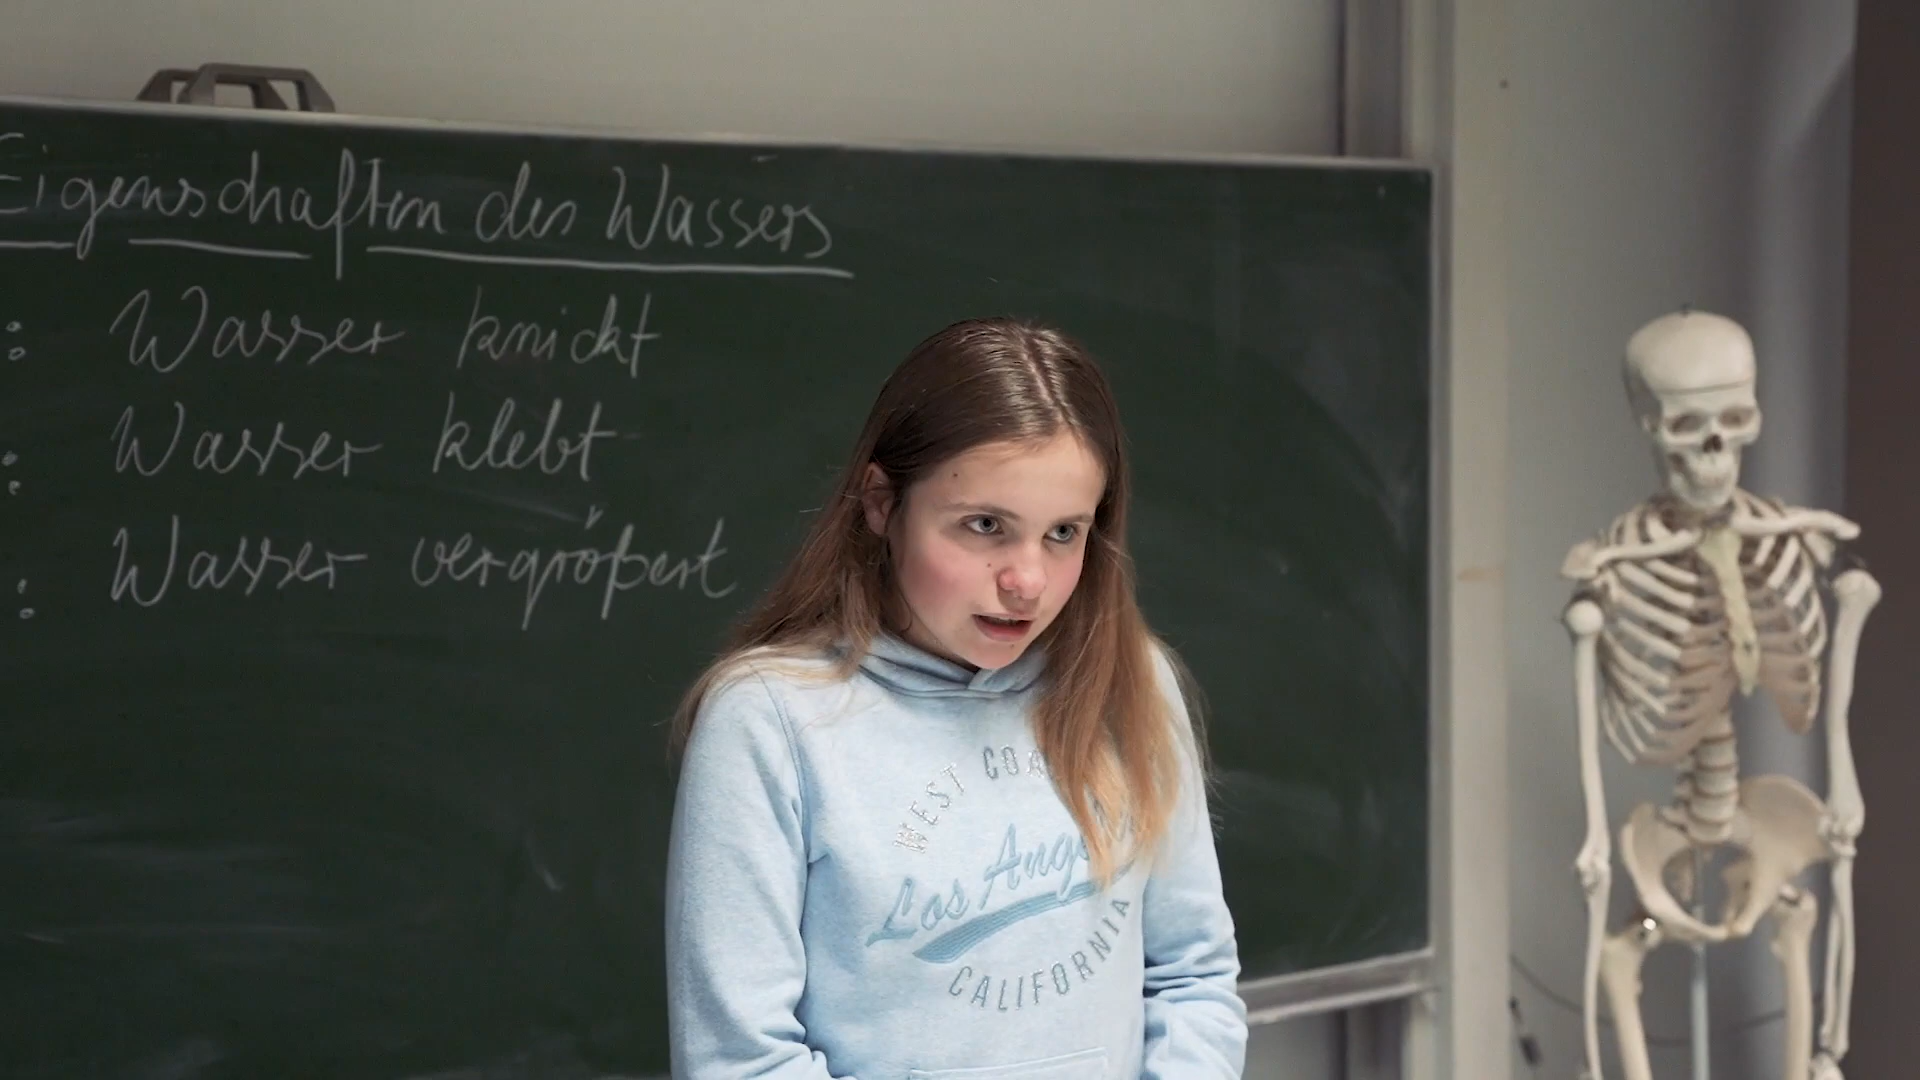 Eigenschaften des Wassers
: Wasser knickt
: Wasser klebt
: Wasser vergrößert
WEST COA
Los Ange
CALIFORNIA